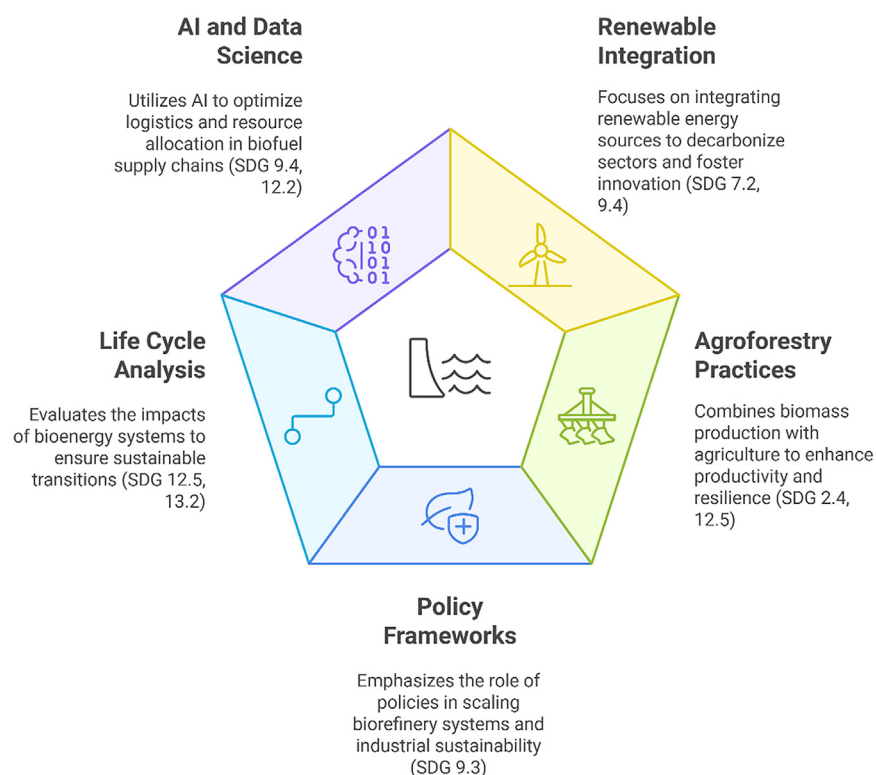 AI and Data
Science
Utilizes AI to optimize
logistics and resource
allocation in biofuel
supply chains (SDG 9.4,
12.2)
Renewable
Integration
Focuses on integrating
renewable energy
sources to decarbonize
sectors and foster
innovation (SDG 7.2,
9.4)
01
10
01
01
Life Cycle
Analysis
Evaluates the impacts
of bioenergy systems to
ensure sustainable
transitions (SDG 12.5,
13.2)
Agroforestry
Practices
Combines biomass
production with
agriculture to enhance
productivity and
resilience (SDG 2.4,
12.5)
Policy
Frameworks
Emphasizes the role of
policies in scaling
biorefinery systems and
industrial sustainability
(SDG 9.3)